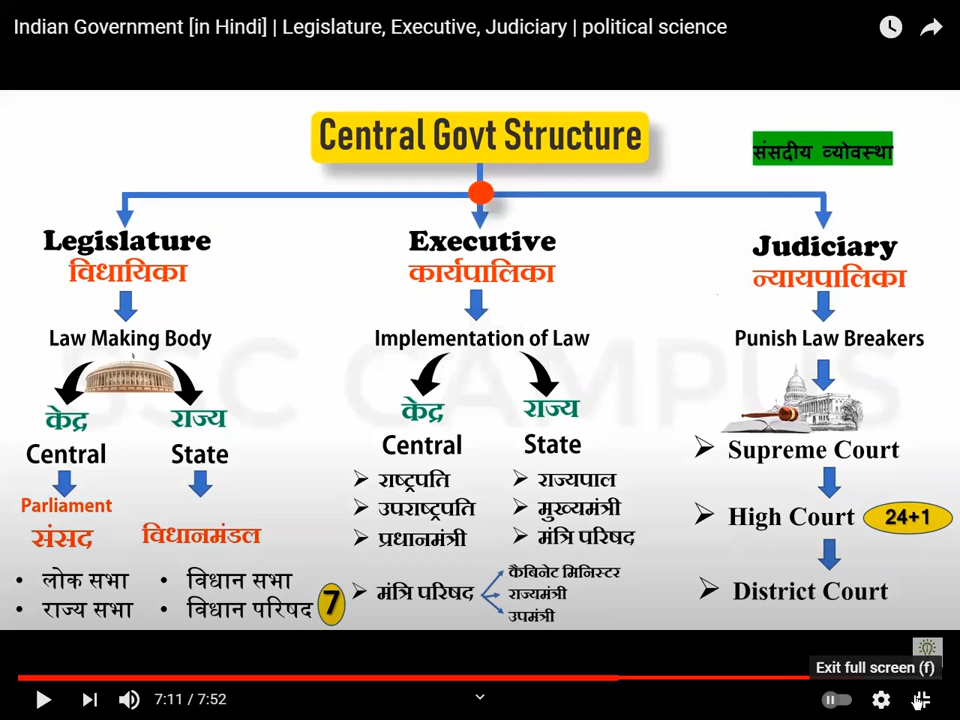 Indian Government [in Hindi] | Legislature, Executive, Judiciary | political science
Central Govt Structure
संसदीय व्योवस्था
Legislature
विधायिका
Law Making Body
केंद्र
Central
Parliament
संसद
• लोक सभा
• राज्य सभा
राज्य
State
विधानमंडल
• विधान सभा
• विधान परिषद 7
Executive
कार्यपालिका
Implementation of Law
केंद्र
Central
➢ राष्ट्रपति
➢ उपराष्ट्रपति
➢ प्रधानमंत्री
➢ मंत्रि परिषद
कैबिनेट मिनिस्टर
राज्यमंत्री
उपमंत्री
राज्य
State
➢ राज्यपाल
➢ मुख्यमंत्री
➢ मंत्रि परिषद
Judiciary
न्यायपालिका
Punish Law Breakers
➢ Supreme Court
➢ High Court 24+1
➢ District Court
Exit full screen (f)
7:11 / 7:52